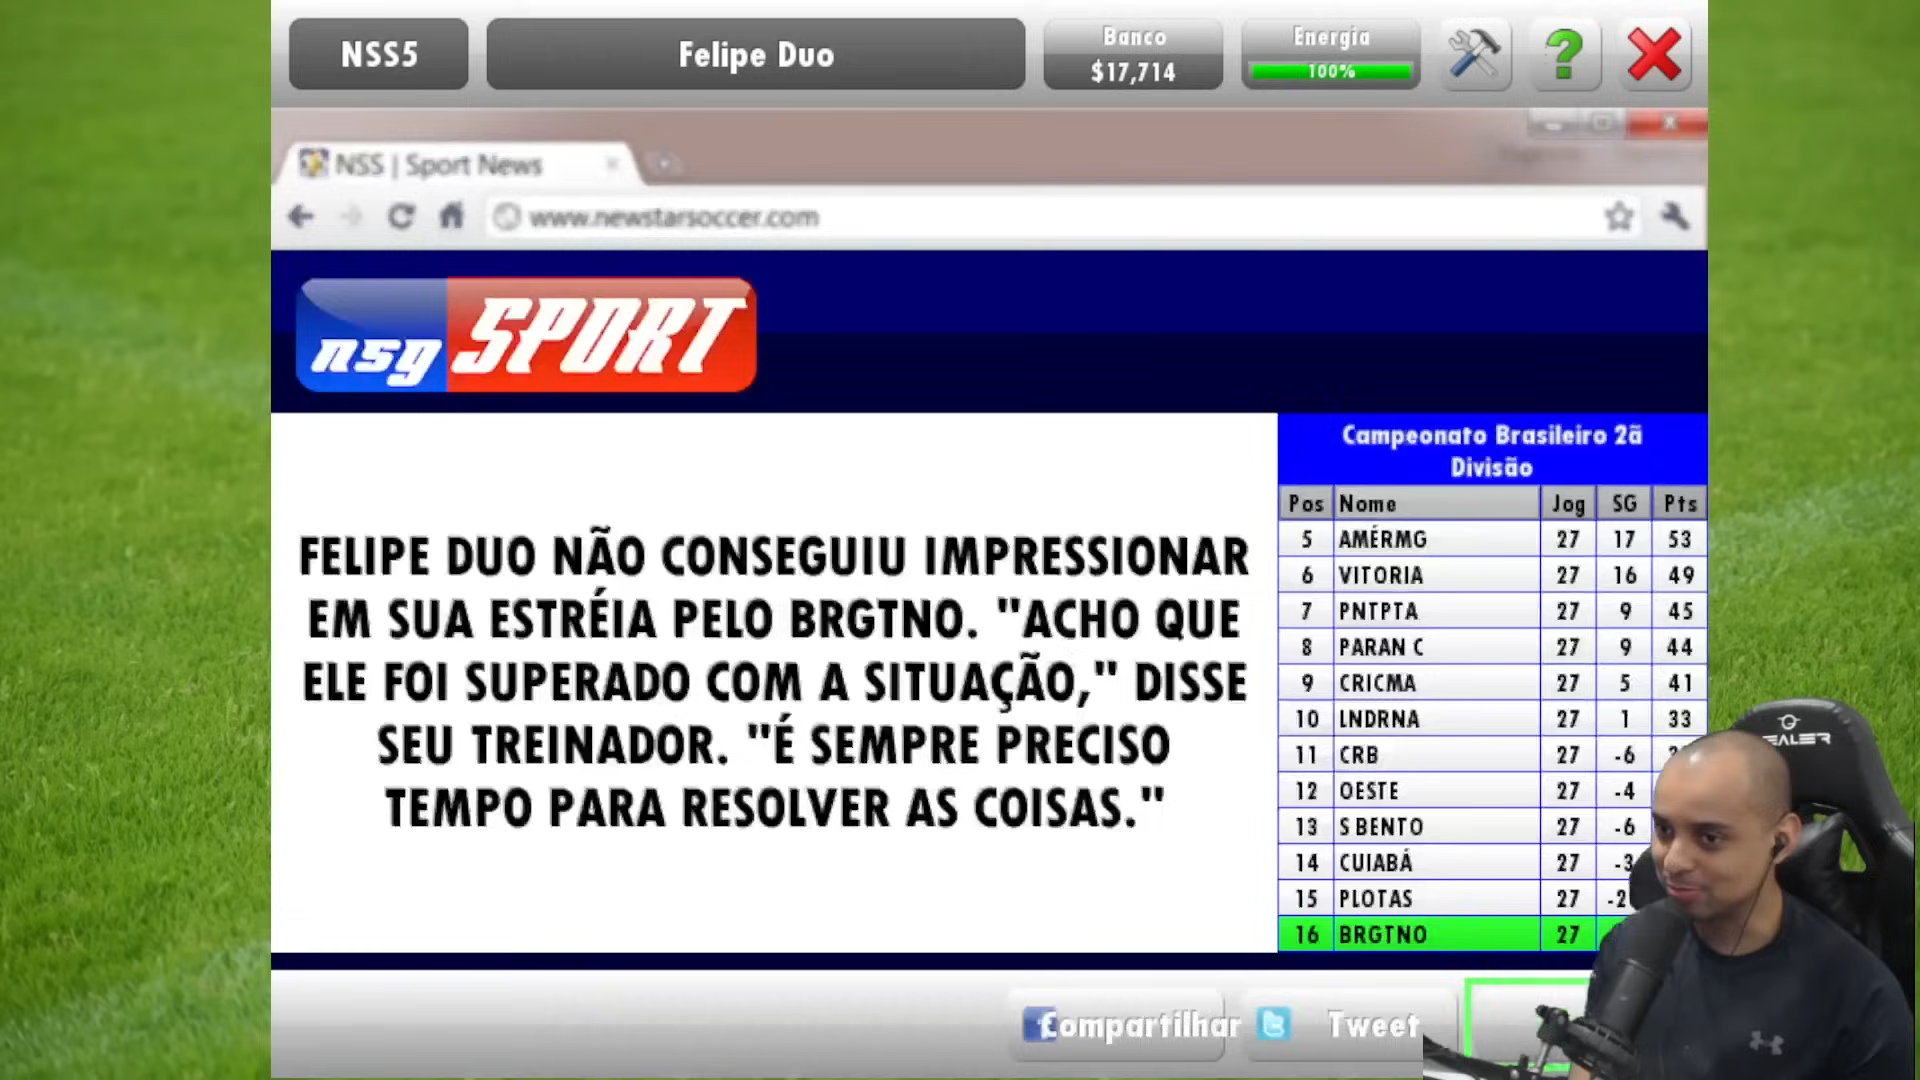 NSS5
Felipe Duo
Banco
$17,714
Energia
100%
NSS | Sport News
www.newstarsoccer.com
nsg SPORT
FELIPE DUO NÃO CONSEGUIU IMPRESSIONAR
EM SUA ESTRÉIA PELO BRGTNO. "ACHO QUE
ELE FOI SUPERADO COM A SITUAÇÃO," DISSE
SEU TREINADOR. "É SEMPRE PRECISO
TEMPO PARA RESOLVER AS COISAS."
Campeonato Brasileiro 2ã
Divisão
Pos Nome Jog SG Pts
5 AMÉRMG 27 17 53
6 VITORIA 27 16 49
7 PNTPTA 27 9 45
8 PARAN C 27 9 44
9 CRICMA 27 5 41
10 LNDRNA 27 1 33
11 CRB 27 -6
12 OESTE 27 -4
13 S BENTO 27 -6
14 CUIABÁ 27 -3
15 PLOTAS 27
16 BRGTNO 27
Compartilhar
Tweet